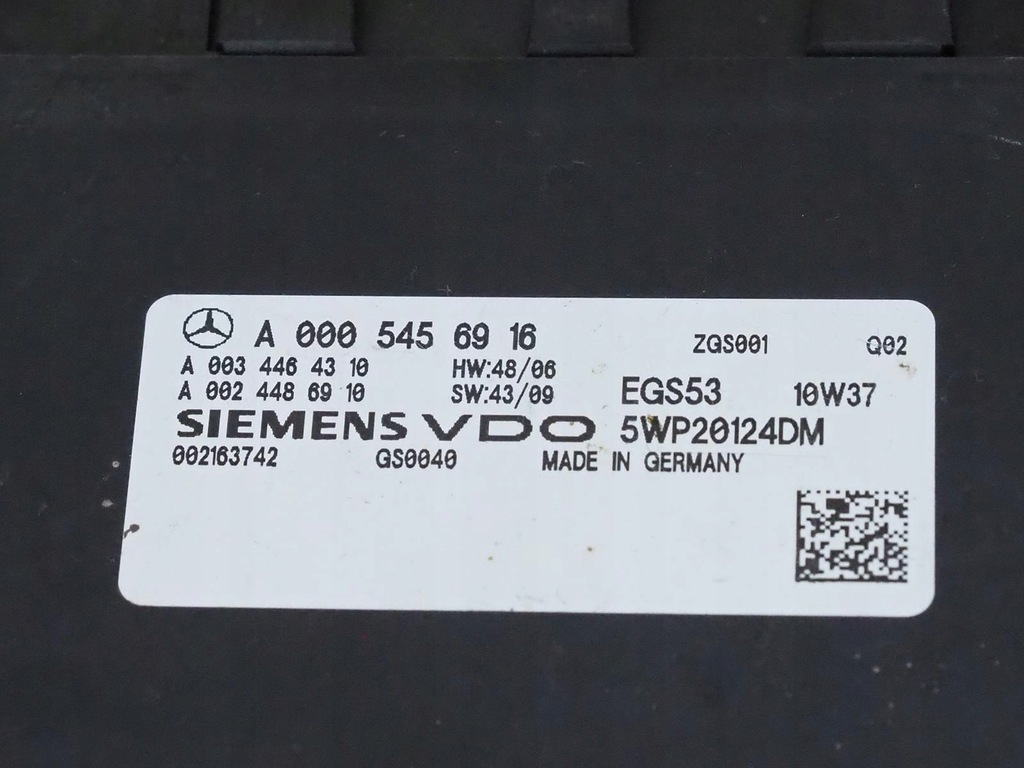 A 000 545 69 16 ZGS001 Q02
A 003 446 43 10 HW:48/06
A 002 448 69 10 SW:43/09 EGS53 10W37
SIEMENS VDO 5WP20124DM
002163742 GS0040 MADE IN GERMANY